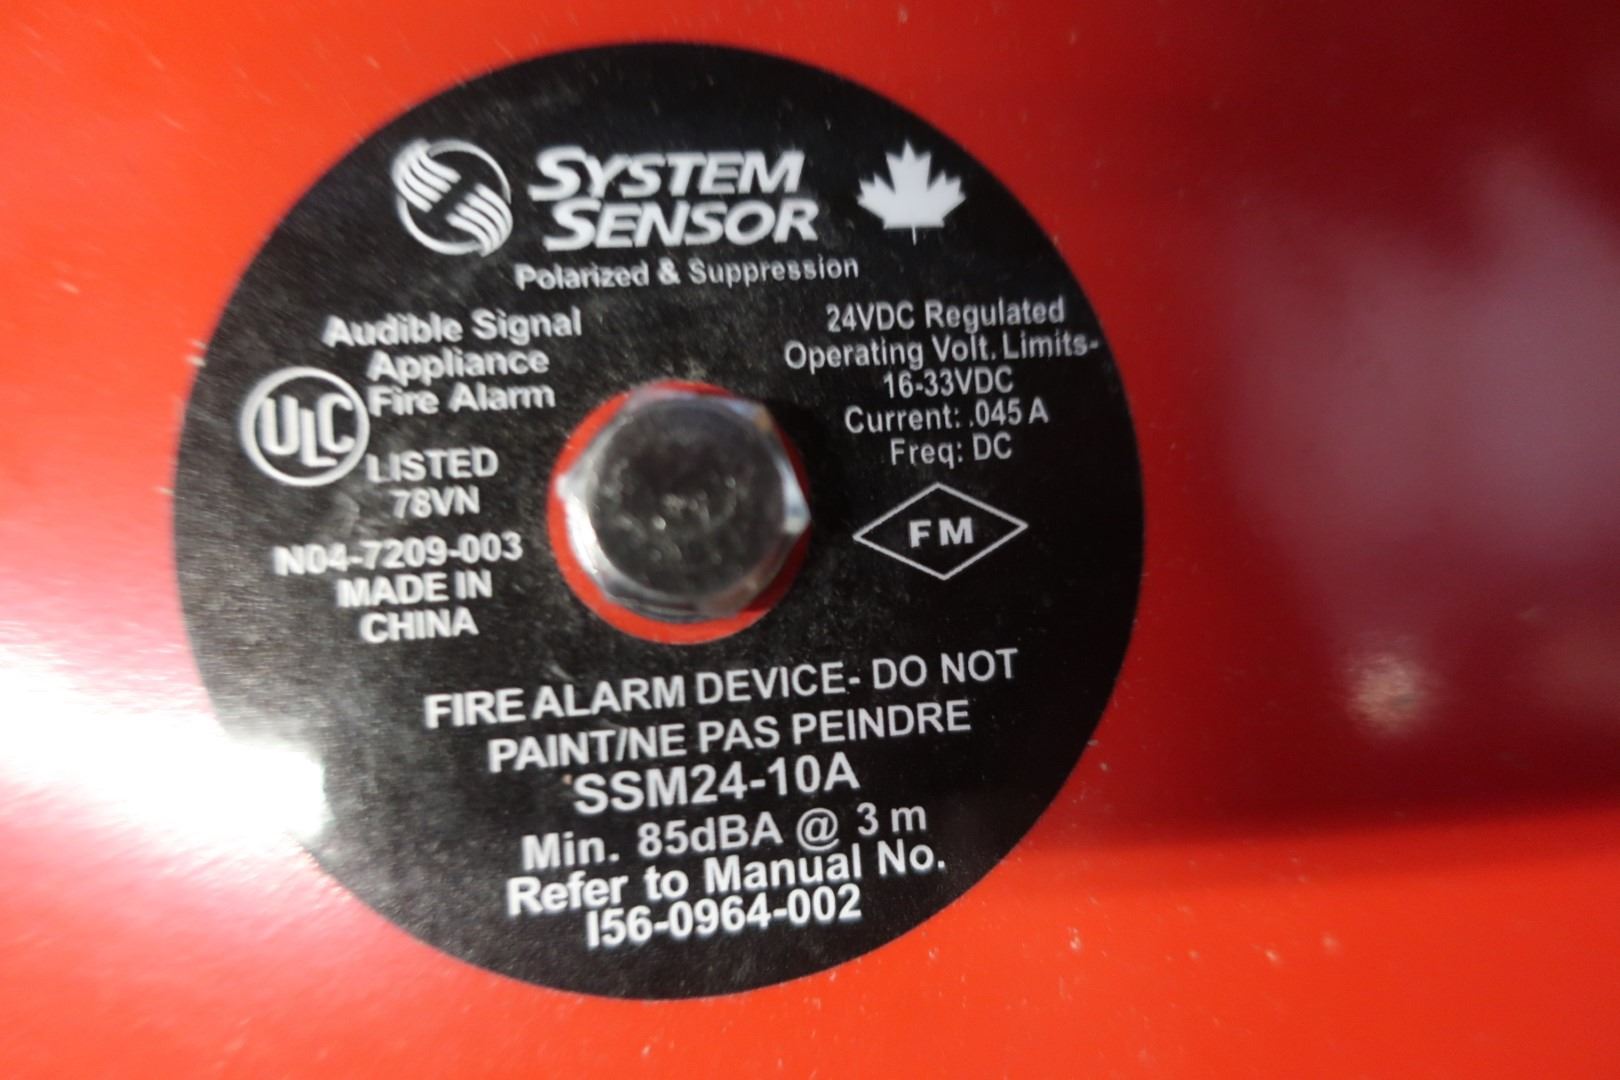 SYSTEM
SENSOR
Polarized & Suppression
Audible Signal
Appliance
Fire Alarm
ULC
LISTED
78VN
N04-7209-003
MADE IN
CHINA
24VDC Regulated
Operating Volt. Limits-
16-33VDC
Current: .045 A
Freq: DC
FM
FIRE ALARM DEVICE- DO NOT
PAINT/NE PAS PEINDRE
SSM24-10A
Min. 85dBA @ 3 m
Refer to Manual No.
I56-0964-002